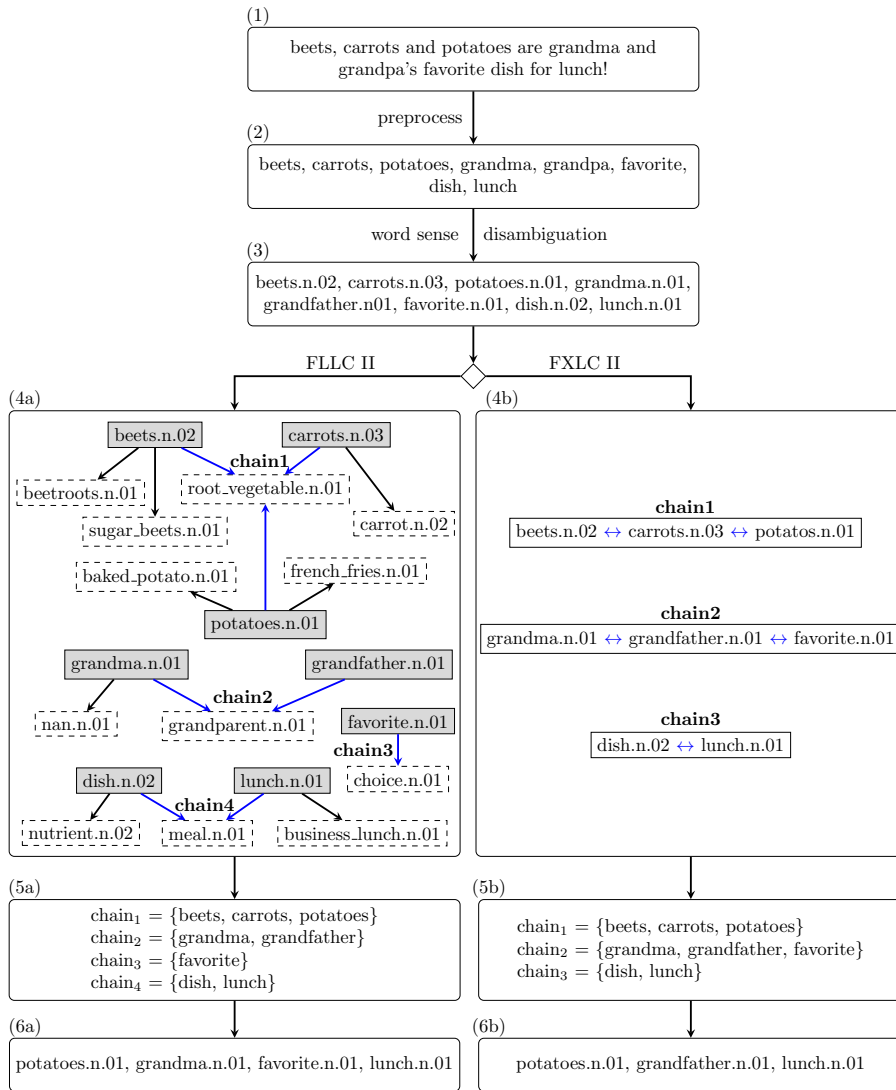 (1)
beets, carrots and potatoes are grandma and
grandpa's favorite dish for lunch!
preprocess
(2)
beets, carrots, potatoes, grandma, grandpa, favorite,
dish, lunch
word sense disambiguation
(3)
beets.n.02, carrots.n.03, potatoes.n.01, grandma.n.01,
grandfather.n01, favorite.n.01, dish.n.02, lunch.n.01
FLLC II
FXLC II
(4a)
beets.n.02
carrots.n.03
chain1
beetroots.n.01
root_vegetable.n.01
sugar_beets.n.01
carrot.n.02
baked_potato.n.01
french_fries.n.01
potatoes.n.01
grandma.n.01
grandfather.n.01
chain2
nan.n.01
grandparent.n.01
favorite.n.01
chain3
choice.n.01
dish.n.02
lunch.n.01
chain4
nutrient.n.02
meal.n.01
business_lunch.n.01
(4b)
chain1
beets.n.02 ↔ carrots.n.03 ↔ potatos.n.01
chain2
grandma.n.01 ↔ grandfather.n.01 ↔ favorite.n.01
chain3
dish.n.02 ↔ lunch.n.01
(5a)
chain₁ = {beets, carrots, potatoes}
chain₂ = {grandma, grandfather}
chain₃ = {favorite}
chain₄ = {dish, lunch}
(5b)
chain₁ = {beets, carrots, potatoes}
chain₂ = {grandma, grandfather, favorite}
chain₃ = {dish, lunch}
(6a)
potatoes.n.01, grandma.n.01, favorite.n.01, lunch.n.01
(6b)
potatoes.n.01, grandfather.n.01, lunch.n.01